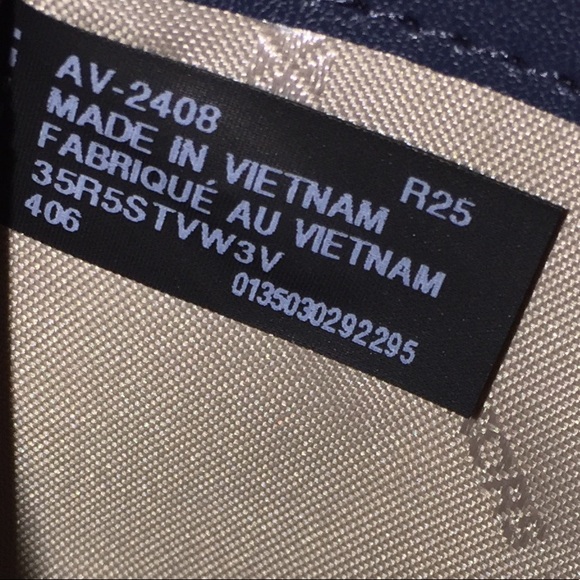 AV-2408 R25
MADE IN VIETNAM
FABRIQUÉ AU VIETNAM
35R5STVW3V
406
0135030292295